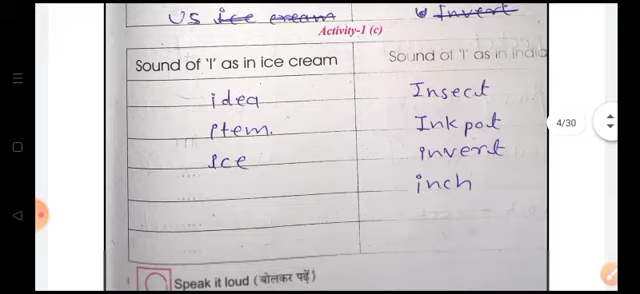 US ice cream Invert
Activity-1 (c)
Sound of 'I' as in ice cream Sound of 'I' as in India
idea Insect
item. Ink pot
4/30
Ice invert
inch
Speak it loud (बोलकर पढ़ें)